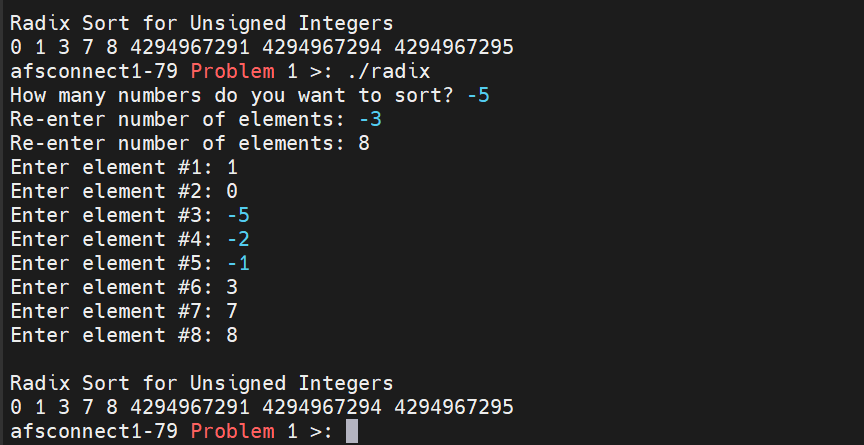 Radix Sort for Unsigned Integers
0 1 3 7 8 4294967291 4294967294 4294967295
afsconnect1-79 Problem 1 >: ./radix
How many numbers do you want to sort? -5
Re-enter number of elements: -3
Re-enter number of elements: 8
Enter element #1: 1
Enter element #2: 0
Enter element #3: -5
Enter element #4: -2
Enter element #5: -1
Enter element #6: 3
Enter element #7: 7
Enter element #8: 8
Radix Sort for Unsigned Integers
0 1 3 7 8 4294967291 4294967294 4294967295
afsconnect1-79 Problem 1 >: